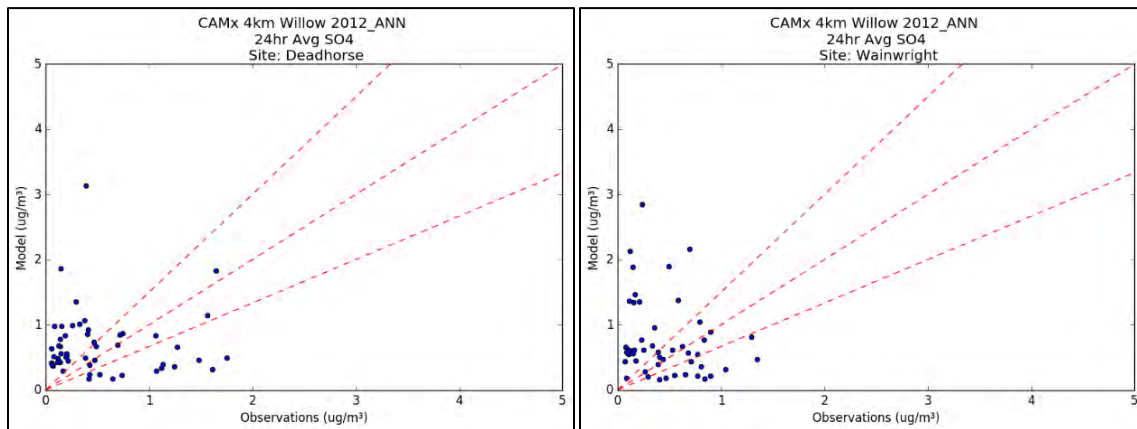 CAMx 4km Willow 2012_ANN
24hr Avg SO4
Site: Deadhorse
5
4
3
2
1
0
Model (ug/m³)
0 1 2 3 4 5
Observations (ug/m³)
CAMx 4km Willow 2012_ANN
24hr Avg SO4
Site: Wainwright
5
4
3
2
1
0
Model (ug/m³)
0 1 2 3 4 5
Observations (ug/m³)